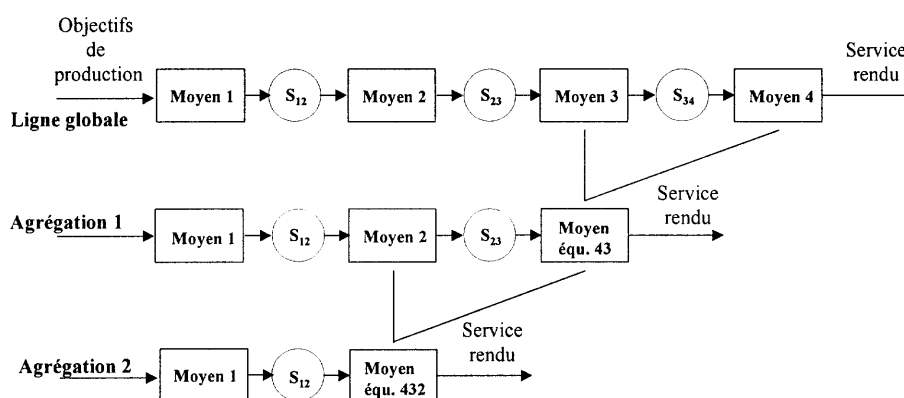 Objectifs
de
production
Service
rendu
Moyen 1
S12
Moyen 2
S23
Moyen 3
S34
Moyen 4
Ligne globale
Service
rendu
Agrégation 1
Moyen 1
S12
Moyen 2
S23
Moyen
équ. 43
Service
rendu
Agrégation 2
Moyen 1
S12
Moyen
équ. 432